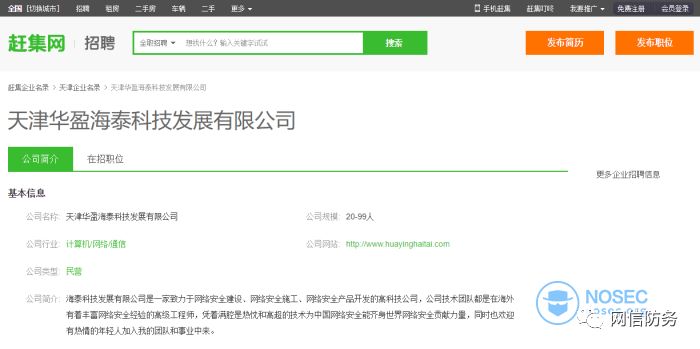 全国 [切换城市] 招聘 租房 二手房 车辆 二手 更多 手机赶集 赶集叮咚 我要推广 免费注册 会员登录
赶集网 招聘 全职招聘 想找什么？输入关键字试试 搜索 发布简历 发布职位
赶集企业名录 > 天津企业名录 > 天津华盈海泰科技发展有限公司
天津华盈海泰科技发展有限公司
公司简介 在招职位
更多企业招聘信息
基本信息
公司名称: 天津华盈海泰科技发展有限公司 公司规模: 20-99人
公司行业: 计算机/网络/通信 公司网站: http://www.huayinghaitai.com
公司类型: 民营
公司简介: 海泰科技发展有限公司是一家致力于网络安全建设、网络安全施工、网络安全产品开发的高科技公司，公司技术团都是在海外
有着丰富网络安全经验的高级工程师，凭着满腔是热忱和高超的技术为中国网络安全能齐身世界网络安全贡献力量，同时也欢迎
有热情的年轻人加入我的团队和事业中来。
NOSEC
NOSEC.ORG
网信防务